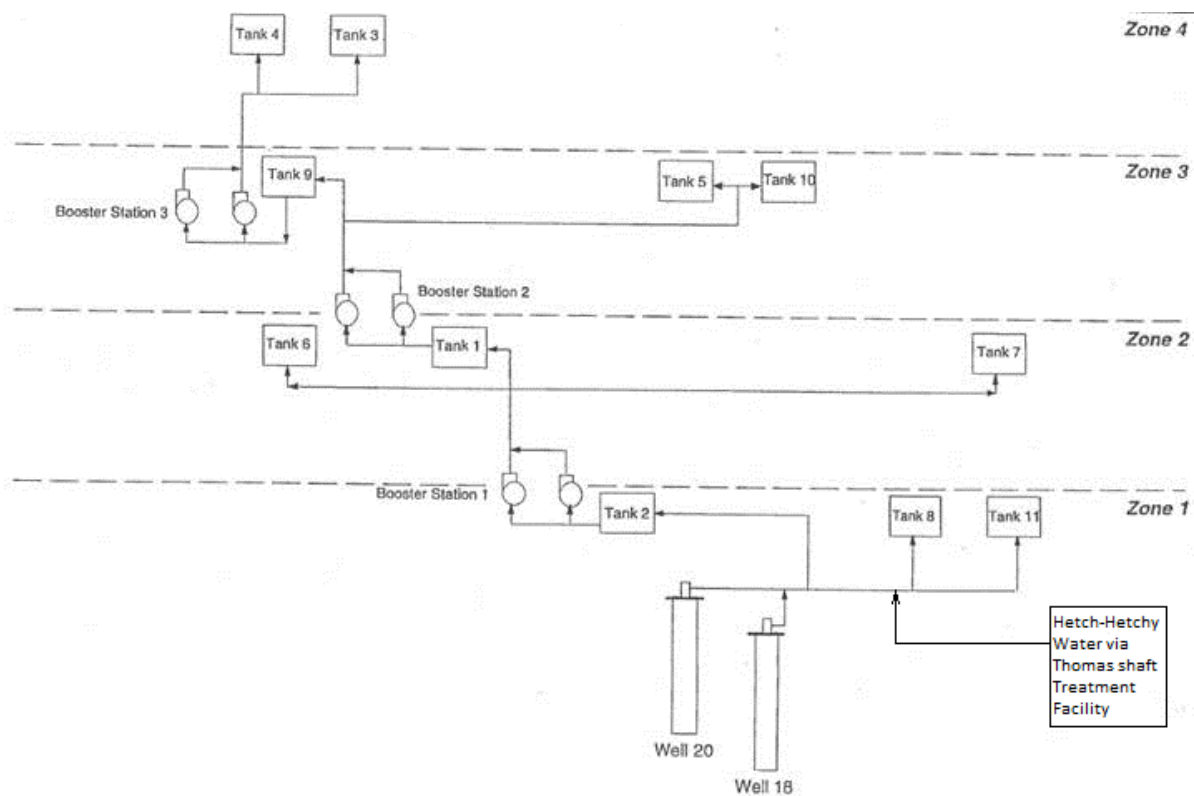 Tank 4
Tank 3
Zone 4
Tank 9
Tank 5
Tank 10
Zone 3
Booster Station 3
Booster Station 2
Tank 6
Tank 1
Tank 7
Zone 2
Booster Station 1
Tank 2
Tank 8
Tank 11
Zone 1
Hetch-Hetchy
Water via
Thomas shaft
Treatment
Facility
Well 20
Well 18